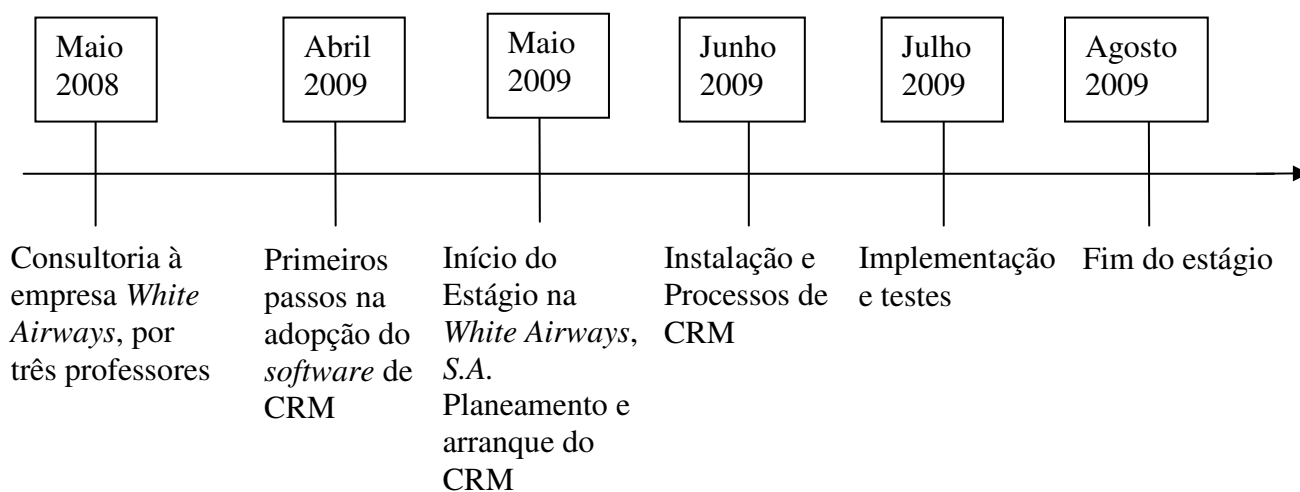 Maio
2008
Abril
2009
Maio
2009
Junho
2009
Julho
2009
Agosto
2009
Consultoria à
empresa White
Airways, por
três professores
Primeiros
passos na
adopção do
software de
CRM
Início do
Estágio na
White Airways,
S.A.
Planeamento e
arranque do
CRM
Instalação e
Processos de
CRM
Implementação
e testes
Fim do estágio